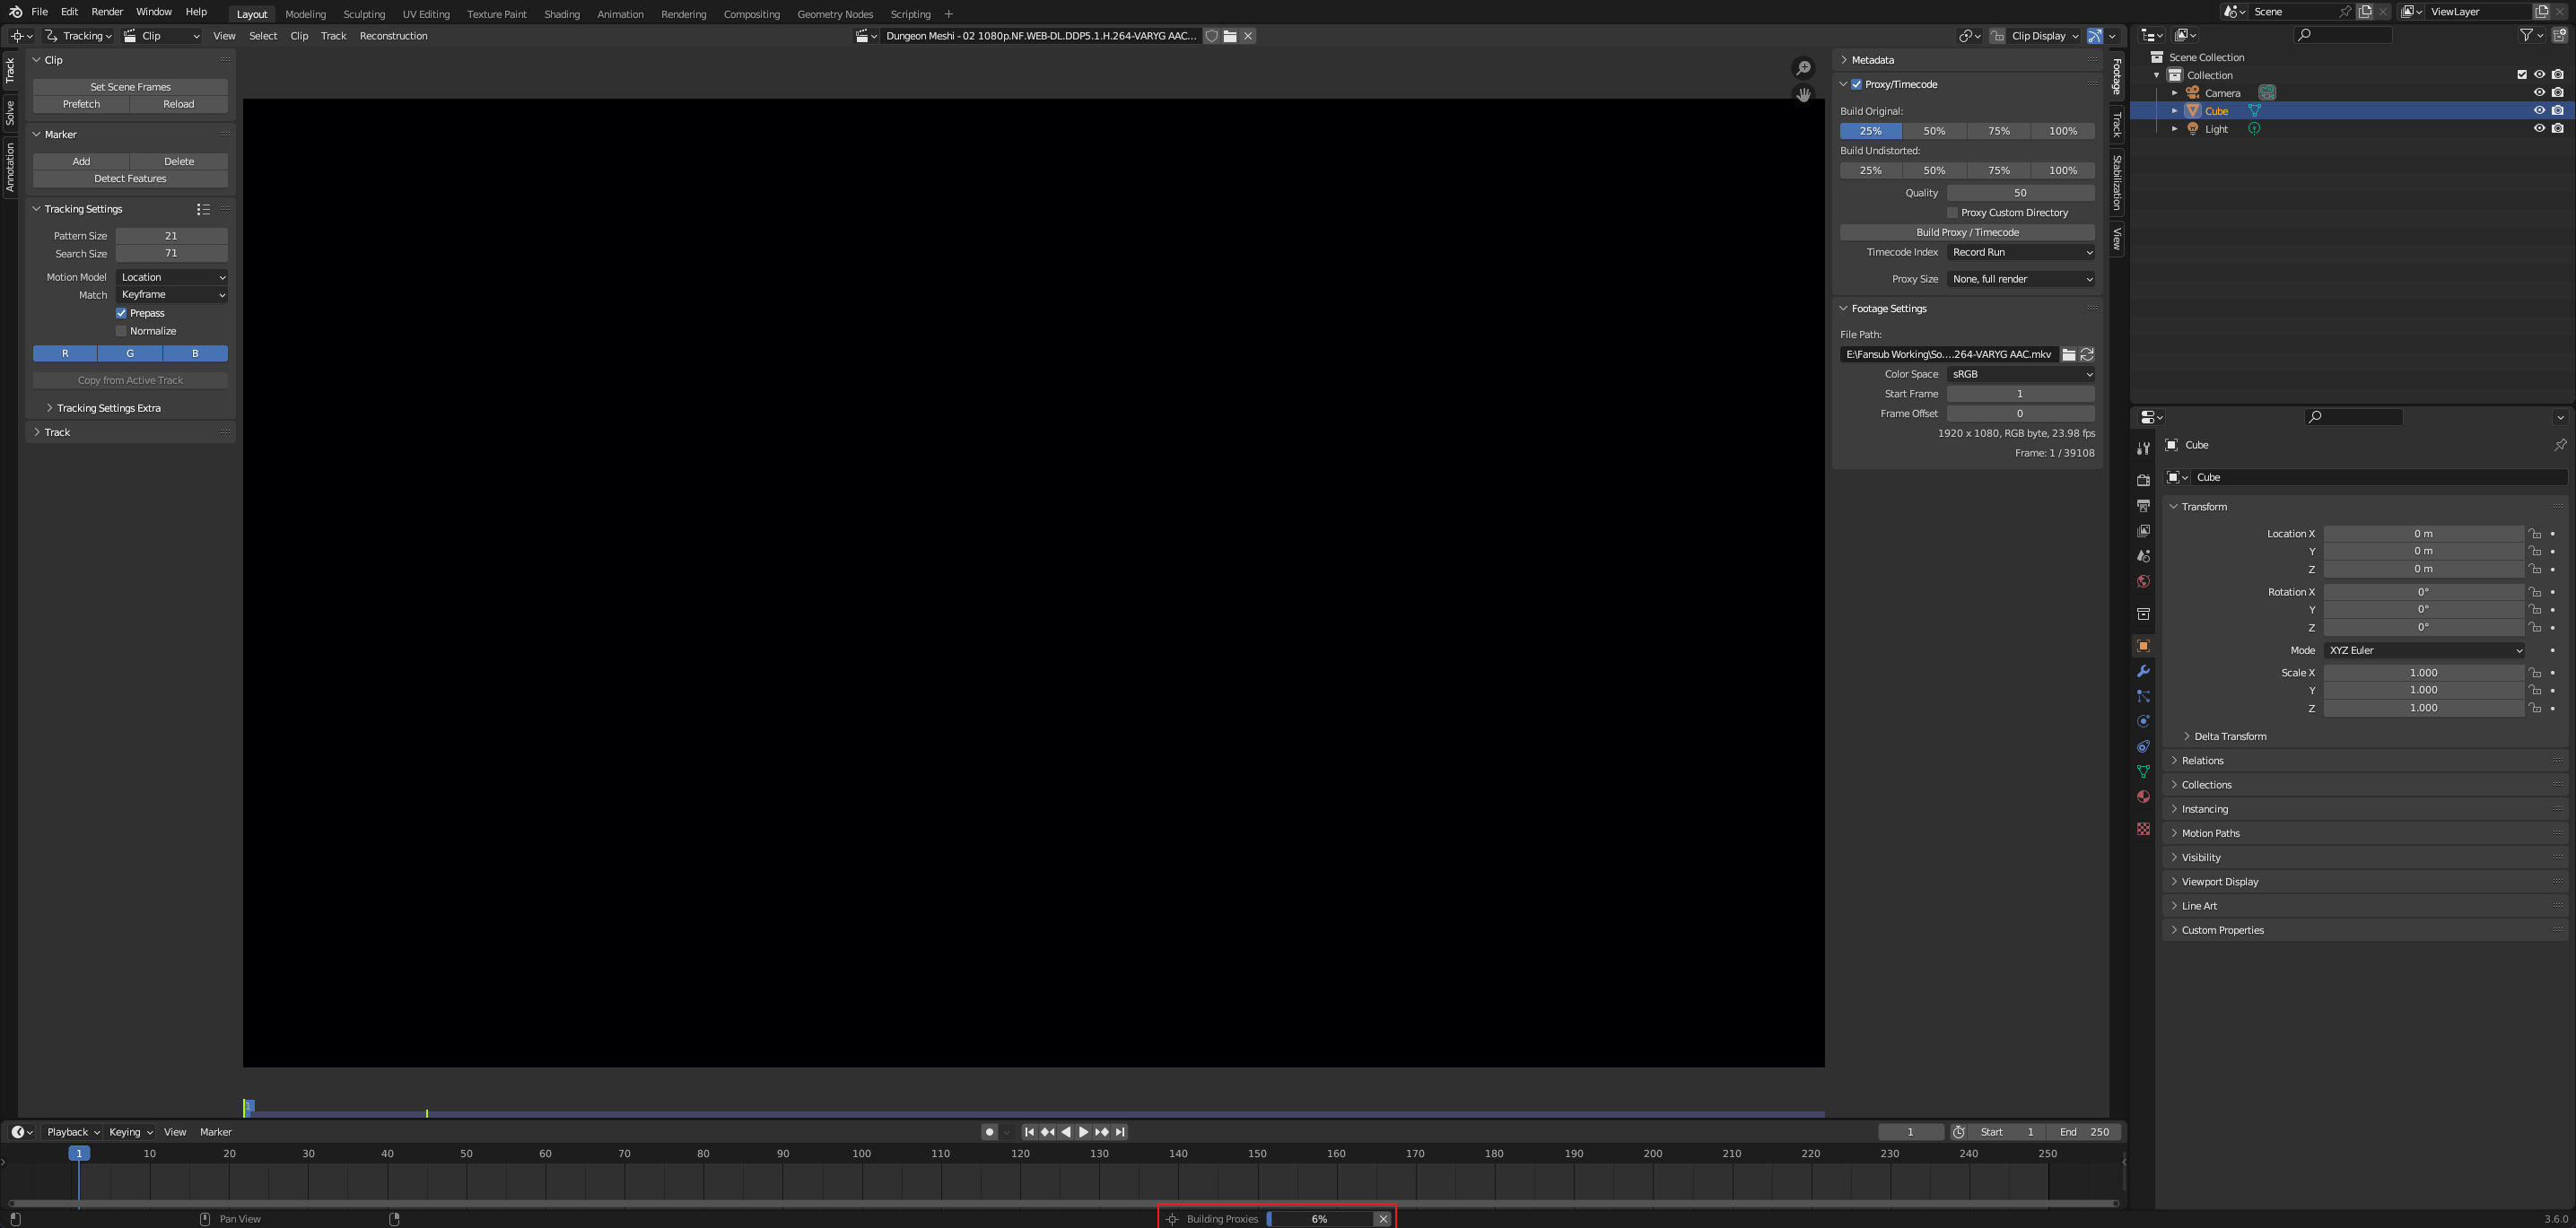 File Edit Render Window Help Layout Modeling Sculpting UV Editing Texture Paint Shading Animation Rendering Compositing Geometry Nodes Scripting + Scene ViewLayer
Tracking Clip View Select Clip Track Reconstruction Dungeon Meshi - 02 1080p.NF.WEB-DL.DDP5.1.H.264-VARYG AAC... Clip Display
Track
Solve
Annotation
Clip
Set Scene Frames
Prefetch Reload
Marker
Add Delete
Detect Features
Tracking Settings
Pattern Size 21
Search Size 71
Motion Model Location
Match Keyframe
Prepass
Normalize
R G B
Copy from Active Track
Tracking Settings Extra
Track
Metadata
Proxy/Timecode
Build Original:
25% 50% 75% 100%
Build Undistorted:
25% 50% 75% 100%
Quality 50
Proxy Custom Directory
Build Proxy / Timecode
Timecode Index Record Run
Proxy Size None, full render
Footage Settings
File Path:
E:\Fansub Working\So....264-VARYG AAC.mkv
Color Space sRGB
Start Frame 1
Frame Offset 0
1920 x 1080, RGB byte, 23.98 fps
Frame: 1 / 39108
Footage
Track
Stabilization
View
Scene Collection
Collection
Camera
Cube
Light
Cube
Cube
Transform
Location X 0 m
Y 0 m
Z 0 m
Rotation X 0°
Y 0°
Z 0°
Mode XYZ Euler
Scale X 1.000
Y 1.000
Z 1.000
Delta Transform
Relations
Collections
Instancing
Motion Paths
Visibility
Viewport Display
Line Art
Custom Properties
1
Playback Keying View Marker 1 Start 1 End 250
1 10 20 30 40 50 60 70 80 90 100 110 120 130 140 150 160 170 180 190 200 210 220 230 240 250
Pan View Building Proxies 6% 3.6.0